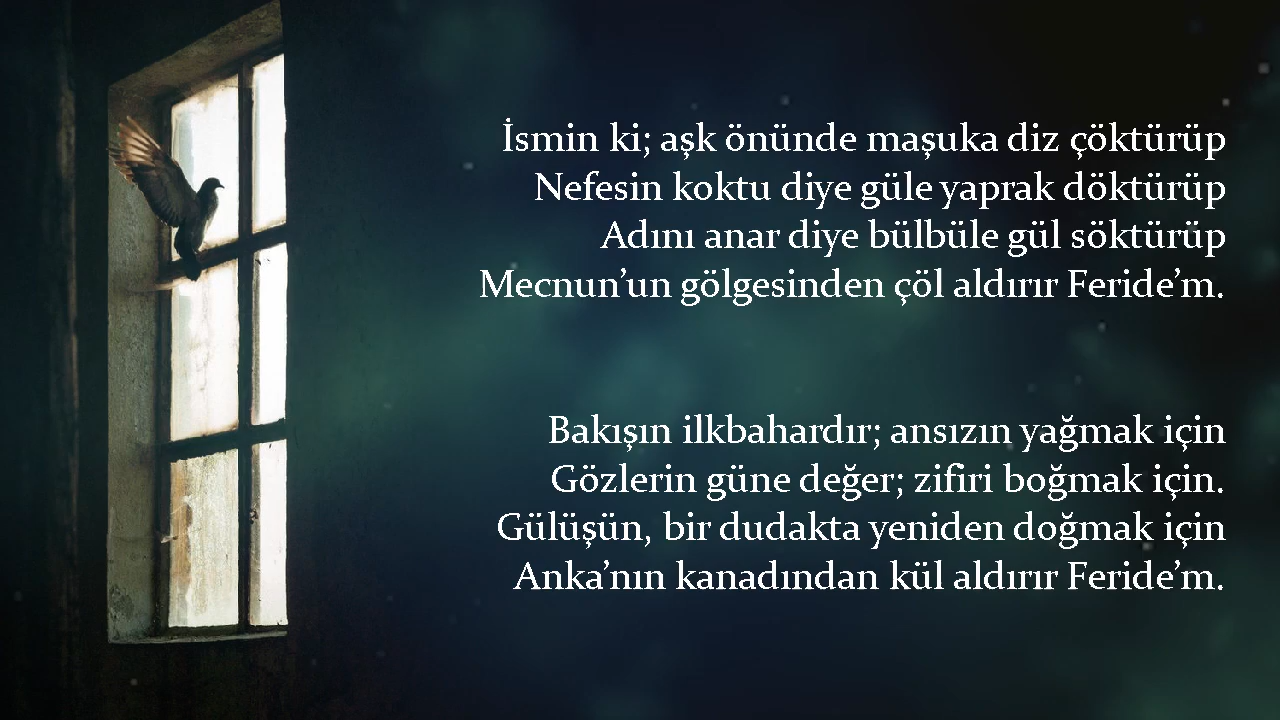 İsmin ki; aşk önünde maşuka diz çöktürüp
Nefesin koktu diye güle yaprak döktürüp
Adını anar diye bülbüle gül söktürüp
Mecnun’un gölgesinden çöl aldırır Feride’m.
Bakışın ilkbahardır; ansızın yağmak için
Gözlerin güne değer; zifiri boğmak için.
Gülüşün, bir dudakta yeniden doğmak için
Anka’nın kanadından kül aldırır Feride’m.